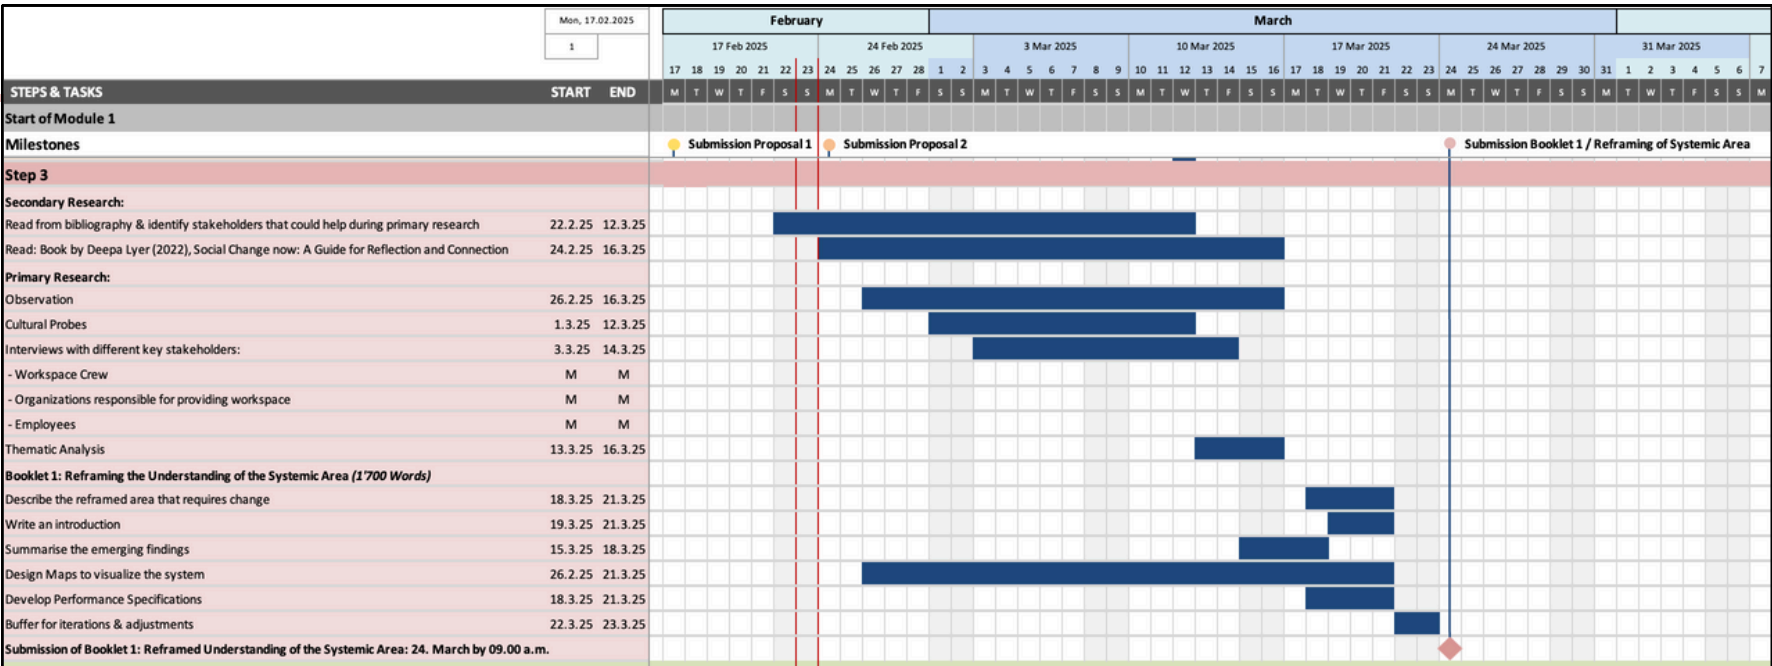 Mon, 17.02.2025 February March
1 17 Feb 2025 24 Feb 2025 3 Mar 2025 10 Mar 2025 17 Mar 2025 24 Mar 2025 31 Mar 2025
17 18 19 20 21 22 23 24 25 26 27 28 1 2 3 4 5 6 7 8 9 10 11 12 13 14 15 16 17 18 19 20 21 22 23 24 25 26 27 28 29 30 31 1 2 3 4 5 6 7
STEPS & TASKS START END M T W T F S S M T W T F S S M T W T F S S M T W T F S S M T W T F S S M T W T F S S M T W T F S S M
Start of Module 1
Milestones Submission Proposal 1 Submission Proposal 2 Submission Booklet 1 / Reframing of Systemic Area
Step 3
Secondary Research:
Read from bibliography & identify stakeholders that could help during primary research 22.2.25 12.3.25
Read: Book by Deepa Lyer (2022), Social Change now: A Guide for Reflection and Connection 24.2.25 16.3.25
Primary Research:
Observation 26.2.25 16.3.25
Cultural Probes 1.3.25 12.3.25
Interviews with different key stakeholders: 3.3.25 14.3.25
- Workspace Crew M M
- Organizations responsible for providing workspace M M
- Employees M M
Thematic Analysis 13.3.25 16.3.25
Booklet 1: Reframing the Understanding of the Systemic Area (1'700 Words)
Describe the reframed area that requires change 18.3.25 21.3.25
Write an introduction 19.3.25 21.3.25
Summarise the emerging findings 15.3.25 18.3.25
Design Maps to visualize the system 26.2.25 21.3.25
Develop Performance Specifications 18.3.25 21.3.25
Buffer for iterations & adjustments 22.3.25 23.3.25
Submission of Booklet 1: Reframed Understanding of the Systemic Area: 24. March by 09.00 a.m.